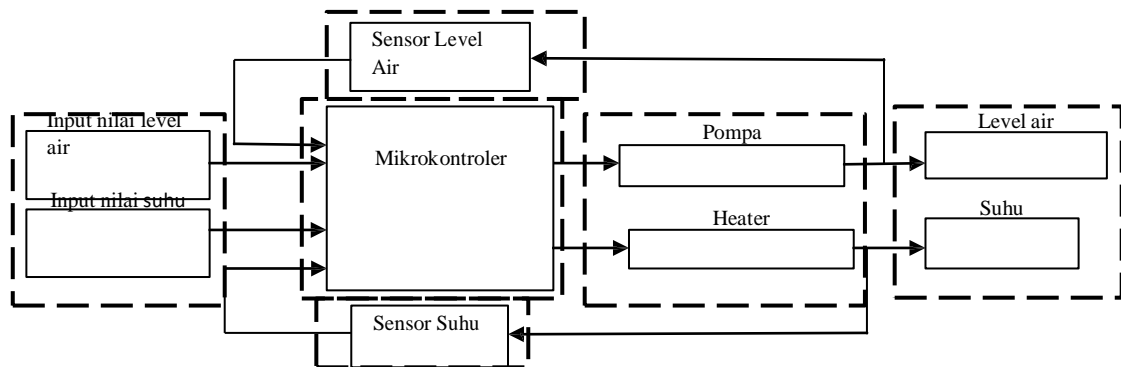 Sensor Level
Air
Input nilai level
air
Input nilai suhu
Mikrokontroler
Pompa
Heater
Level air
Suhu
Sensor Suhu